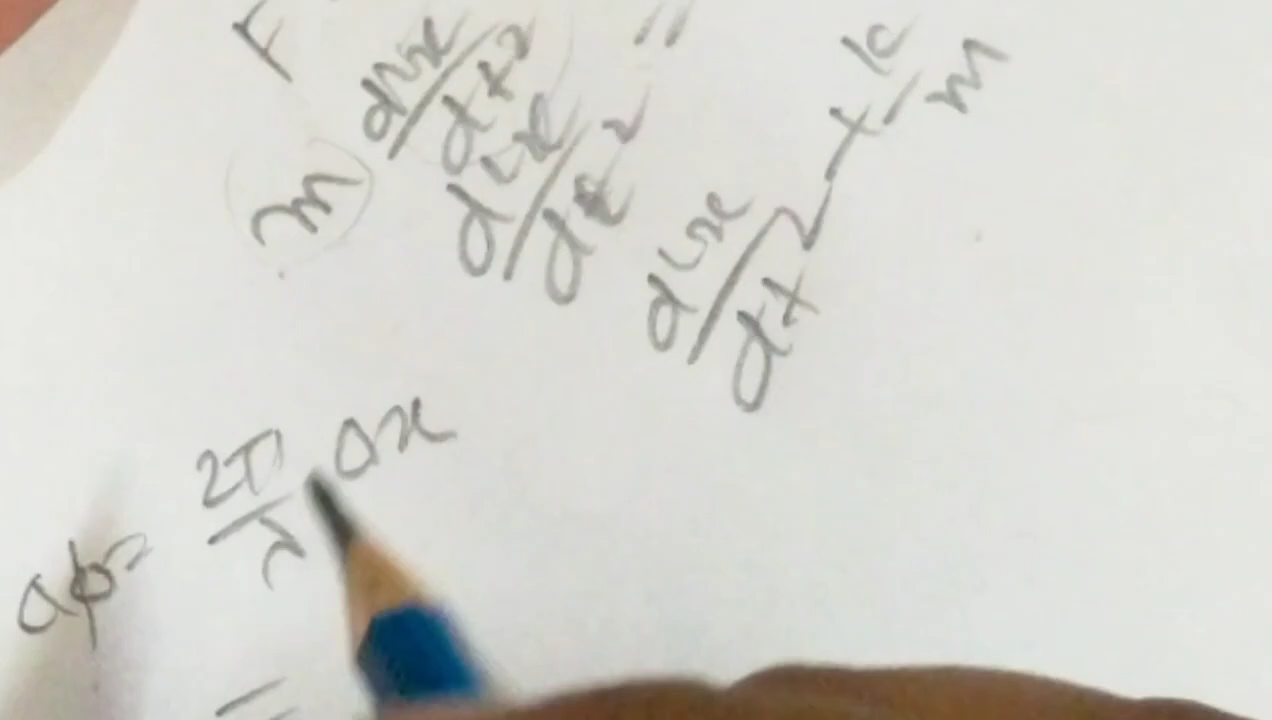 F
m d²x/dt² =
d²x/dt²
d²x/dt² + k/m
Δϕ = 2π/λ Δx
=